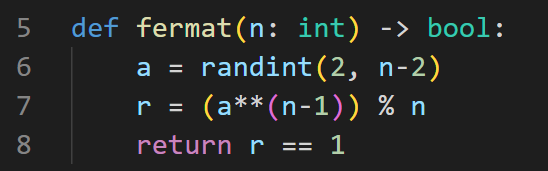 5 def fermat(n: int) -> bool:
6     a = randint(2, n-2)
7     r = (a**(n-1)) % n
8     return r == 1